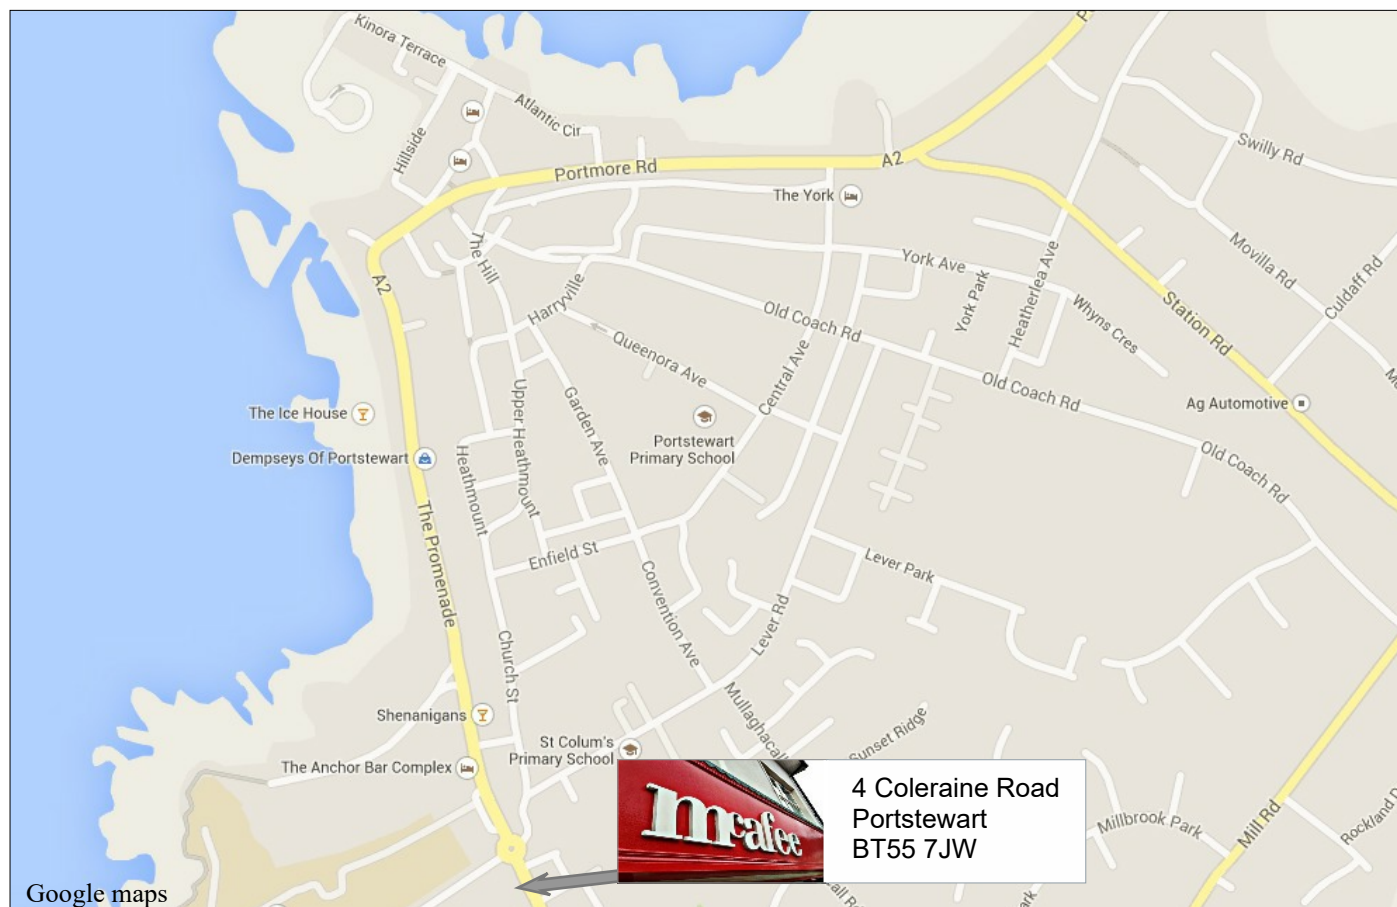 Kinora Terrace
Atlantic Cir
Hillside
Portmore Rd
A2
Swilly Rd
The York
Movilla Rd
Culdaff Rd
York Ave
York Park
Heatherlea Ave
Whyns Cres
Station Rd
The Hill
A2
Harryville
Old Coach Rd
Queenora Ave
Central Ave
Old Coach Rd
Ag Automotive
The Ice House
Upper Heathmount
Garden Ave
Portstewart
Primary School
Dempseys Of Portstewart
Heathmount
Old Coach Rd
The Promenade
Enfield St
Lever Park
Convention Ave
Lever Rd
Church St
Shenanigans
St Colum's
Primary School
Sunset Ridge
The Anchor Bar Complex
mcafee
4 Coleraine Road
Portstewart
BT55 7JW
Millbrook Park
Mill Rd
Google maps